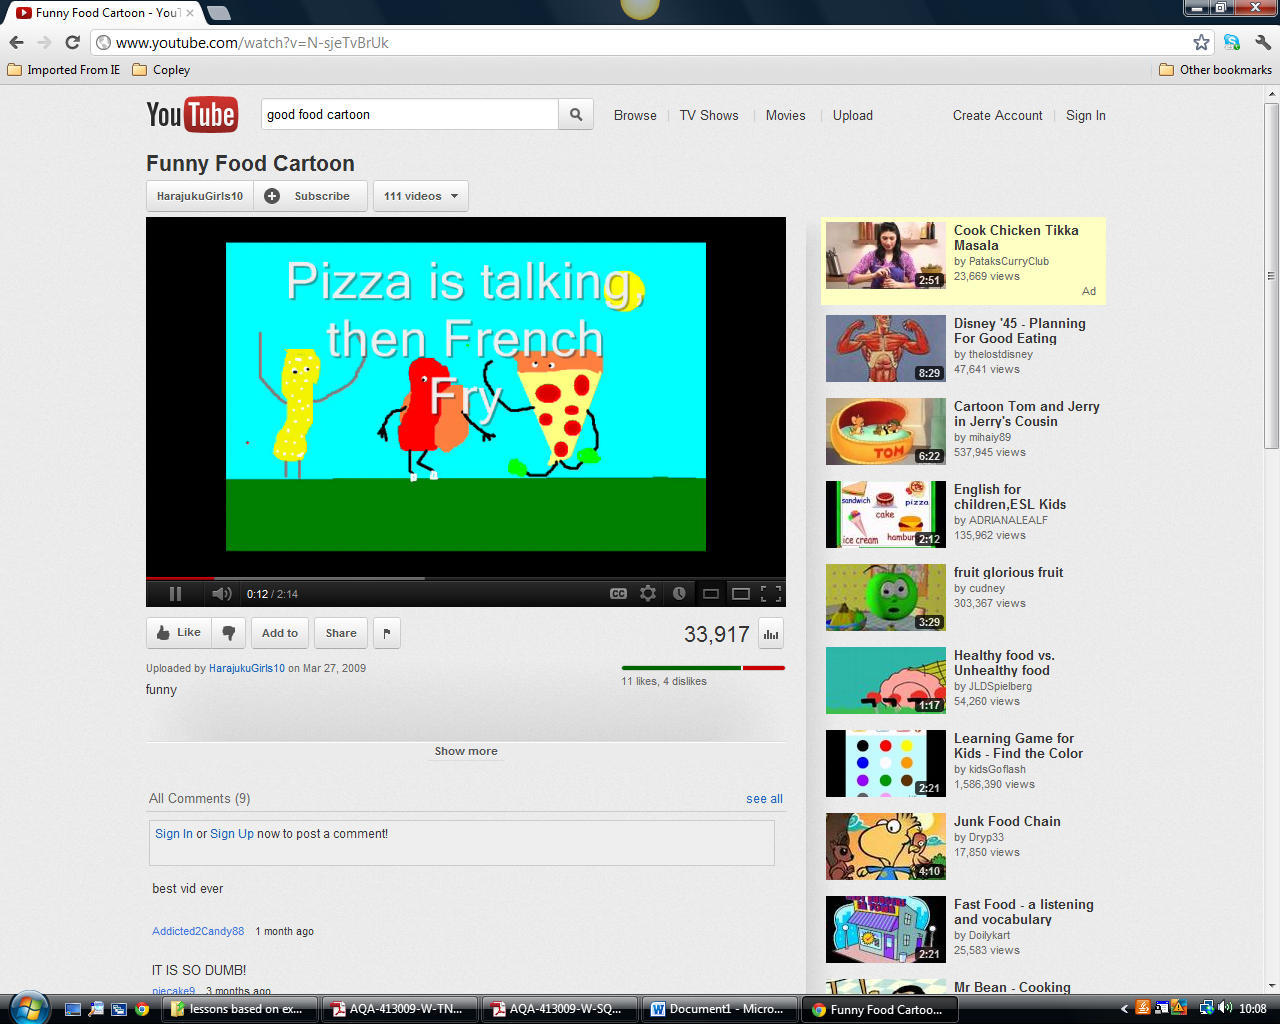 Funny Food Cartoon - YouT
www.youtube.com/watch?v=N-sjeTvBrUk
Imported From IE
Copley
Other bookmarks
YouTube
good food cartoon
Browse
TV Shows
Movies
Upload
Create Account
Sign In
Funny Food Cartoon
HarajukuGirls10
Subscribe
111 videos
Pizza is talking,
then French
Fry
0:12 / 2:14
CC
Like
Add to
Share
33,917
Uploaded by HarajukuGirls10 on Mar 27, 2009
11 likes, 4 dislikes
funny
Show more
All Comments (9)
see all
Sign In or Sign Up now to post a comment!
best vid ever
Addicted2Candy88 1 month ago
IT IS SO DUMB!
piecake9 3 months ago
2:51
Cook Chicken Tikka
Masala
by PataksCurryClub
23,669 views
Ad
8:29
Disney '45 - Planning
For Good Eating
by thelostdisney
47,641 views
TOM
6:22
Cartoon Tom and Jerry
in Jerry's Cousin
by mihaiy89
537,945 views
sandwich
cake
pizza
ice cream
hambur
2:12
English for
children,ESL Kids
by ADRIANALEALF
135,962 views
3:29
fruit glorious fruit
by cudney
303,367 views
1:17
Healthy food vs.
Unhealthy food
by JLDSpielberg
54,260 views
2:21
Learning Game for
Kids - Find the Color
by kidsGoflash
1,586,390 views
4:10
Junk Food Chain
by Dryp33
17,850 views
2:21
Fast Food - a listening
and vocabulary
by Doilykart
25,583 views
Mr Bean - Cooking
lessons based on ex...
AQA-413009-W-TN...
AQA-413009-W-SQ...
Document1 - Micro...
Funny Food Cartoo...
10:08